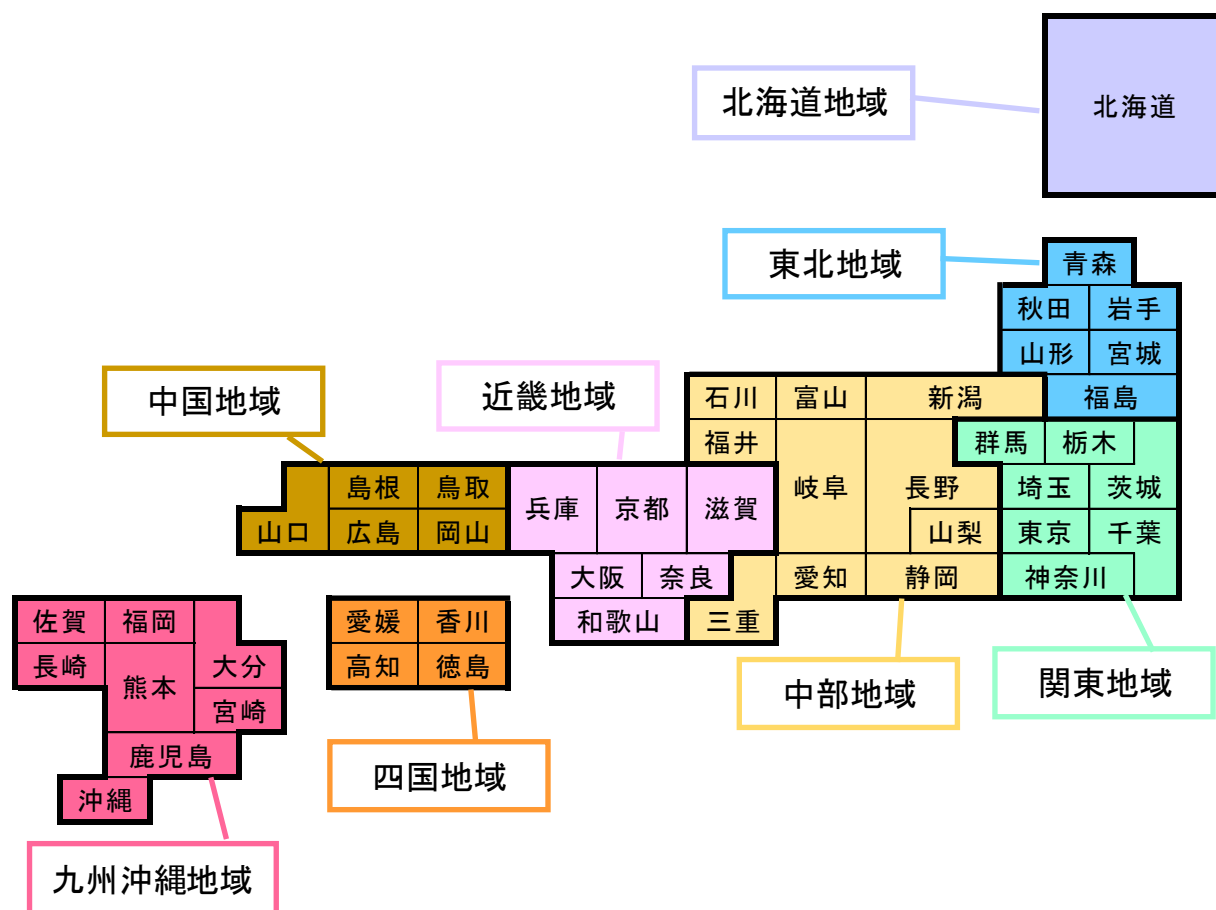 北海道地域
北海道
東北地域
青森
秋田
岩手
山形
宮城
福島
中国地域
近畿地域
石川
富山
新潟
福井
群馬
栃木
岐阜
長野
埼玉
茨城
島根
鳥取
兵庫
京都
滋賀
山口
広島
岡山
山梨
東京
千葉
大阪
奈良
愛知
静岡
神奈川
和歌山
三重
佐賀
福岡
愛媛
香川
長崎
熊本
大分
高知
徳島
宮崎
中部地域
関東地域
鹿児島
四国地域
沖縄
九州沖縄地域